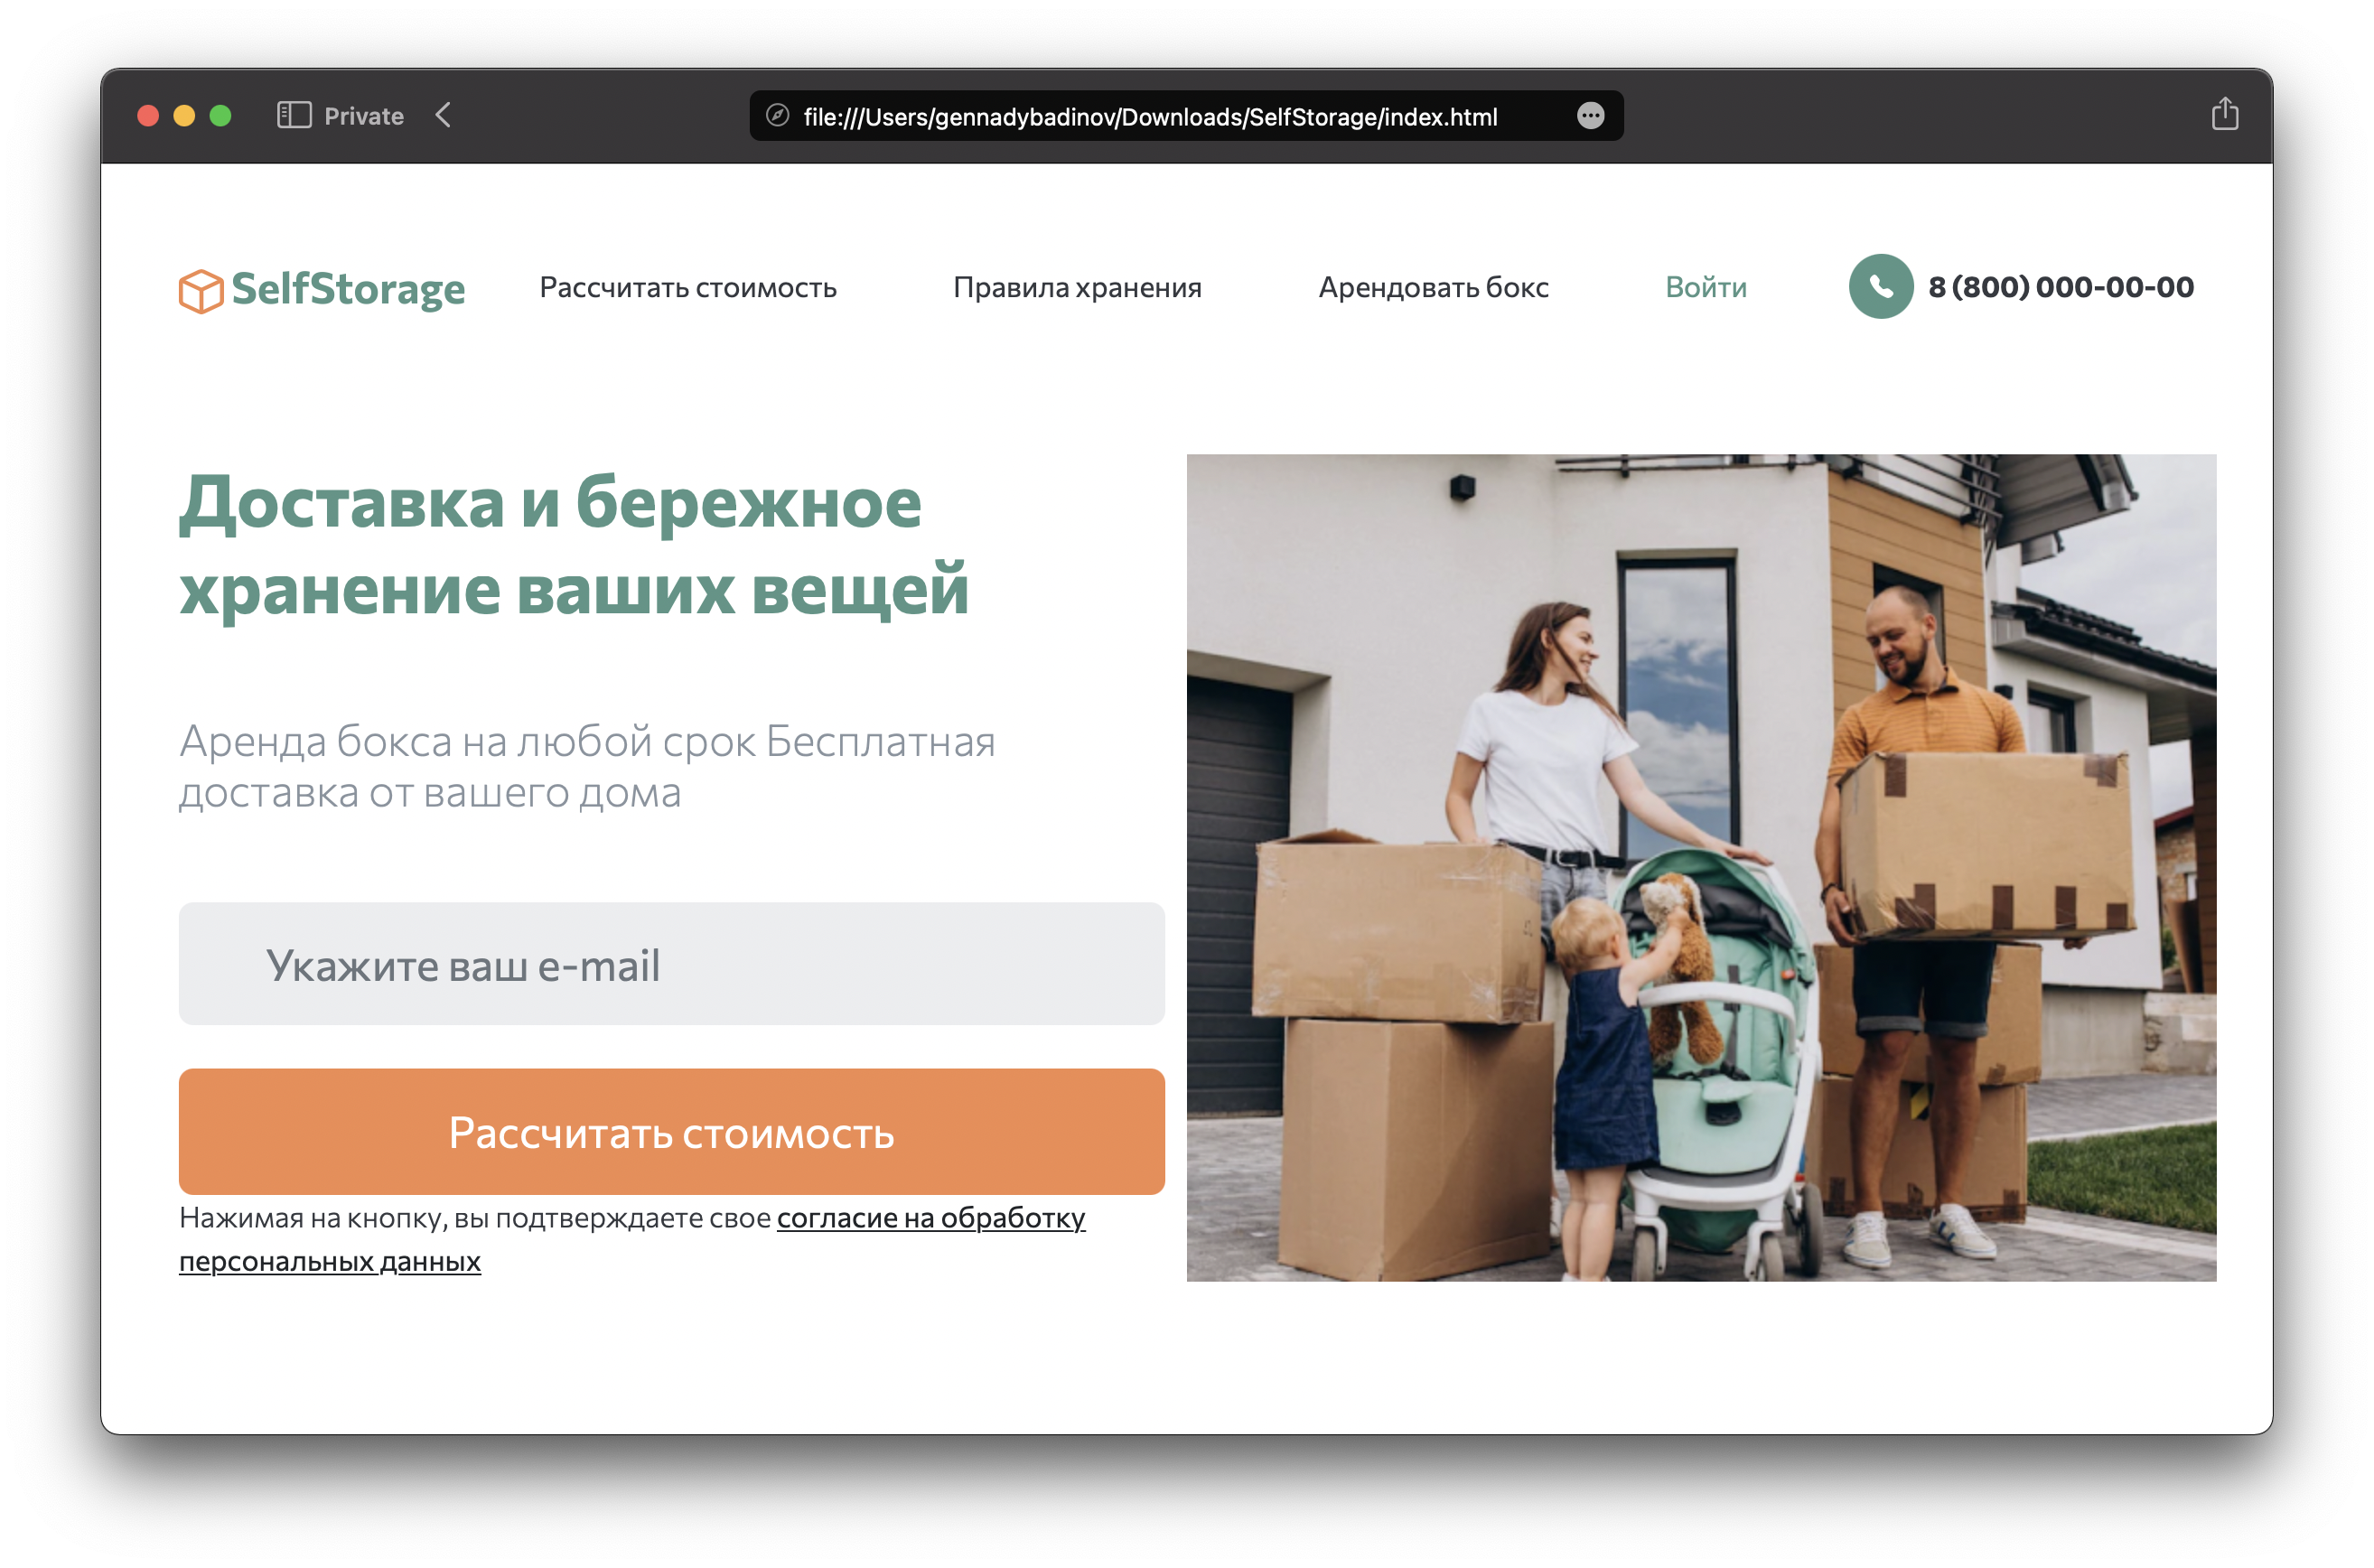 Private
file:///Users/gennadybadinov/Downloads/SelfStorage/index.html
SelfStorage
Рассчитать стоимость
Правила хранения
Арендовать бокс
Войти
8 (800) 000-00-00
Доставка и бережное
хранение ваших вещей
Аренда бокса на любой срок Бесплатная
доставка от вашего дома
Укажите ваш e-mail
Рассчитать стоимость
Нажимая на кнопку, вы подтверждаете свое согласие на обработку
персональных данных